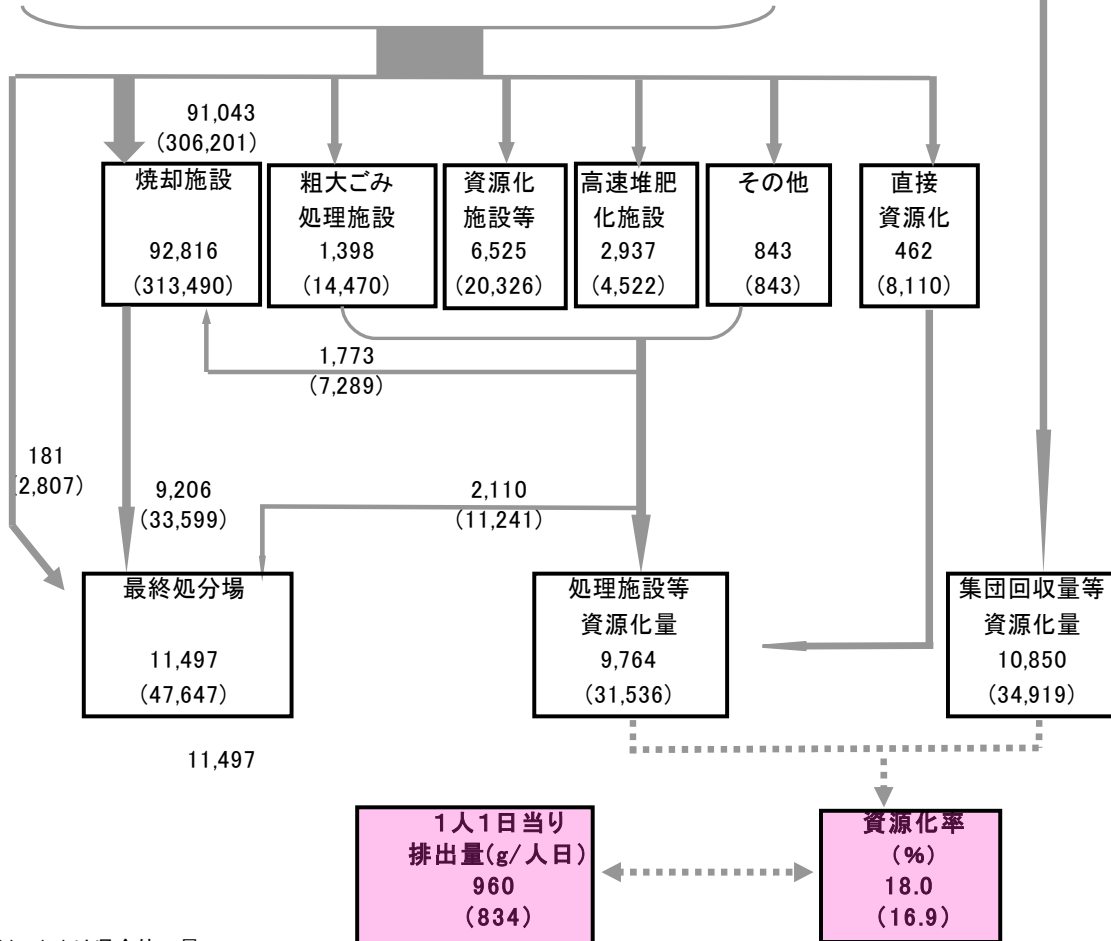 91,043
(306,201)
焼却施設
92,816
(313,490)
粗大ごみ
処理施設
1,398
(14,470)
資源化
施設等
6,525
(20,326)
高速堆肥
化施設
2,937
(4,522)
その他
843
(843)
直接
資源化
462
(8,110)
1,773
(7,289)
181
(2,807)
9,206
(33,599)
2,110
(11,241)
最終処分場
11,497
(47,647)
処理施設等
資源化量
9,764
(31,536)
集団回収量等
資源化量
10,850
(34,919)
11,497
1人1日当り
排出量(g/人日)
960
(834)
資源化率
(%)
18.0
(16.9)